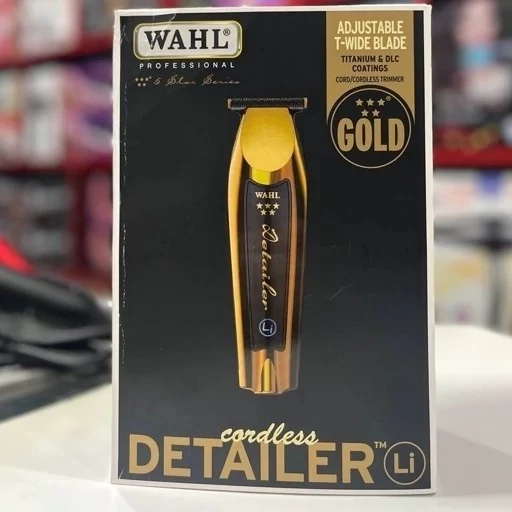 WAHL
PROFESSIONAL
5 Star Series
ADJUSTABLE
T-WIDE BLADE
TITANIUM & DLC
COATINGS
CORD/CORDLESS TRIMMER
GOLD
WAHL
Detailer
Li
cordless
DETAILER™ Li